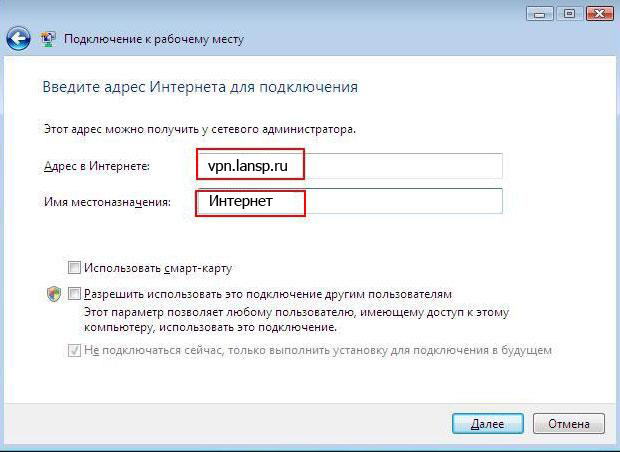 Подключение к рабочему месту
Введите адрес Интернета для подключения
Этот адрес можно получить у сетевого администратора.
Адрес в Интернете: vpn.lansp.ru
Имя местоназначения: Интернет
Использовать смарт-карту
Разрешить использовать это подключение другим пользователям
Этот параметр позволяет любому пользователю, имеющему доступ к этому
компьютеру, использовать это подключение.
Не подключаться сейчас, только выполнить установку для подключения в будущем
Далее Отмена